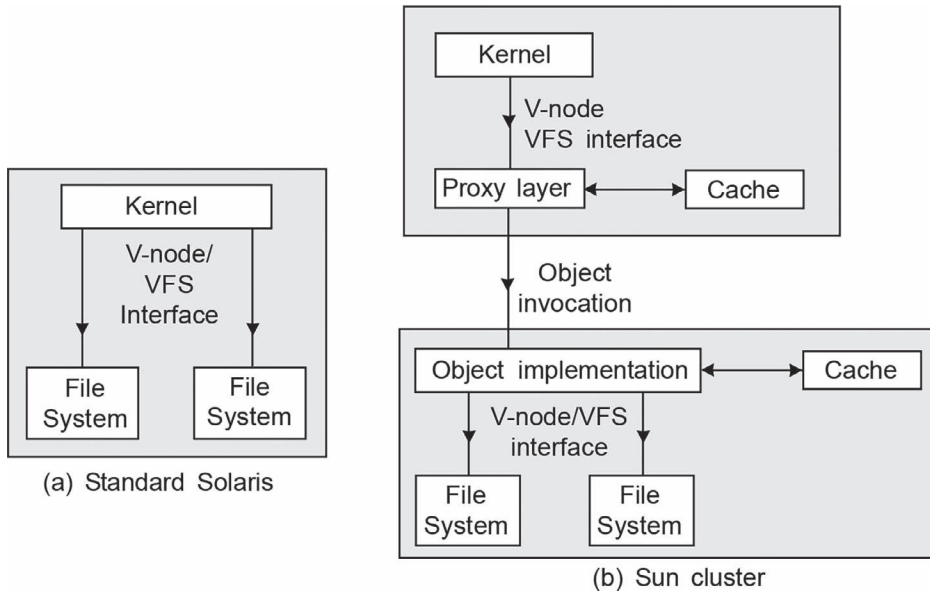 Kernel
V-node/
VFS
Interface
File
System
File
System
(a) Standard Solaris
Kernel
V-node
VFS interface
Proxy layer
Cache
Object
invocation
Object implementation
Cache
V-node/VFS
interface
File
System
File
System
(b) Sun cluster